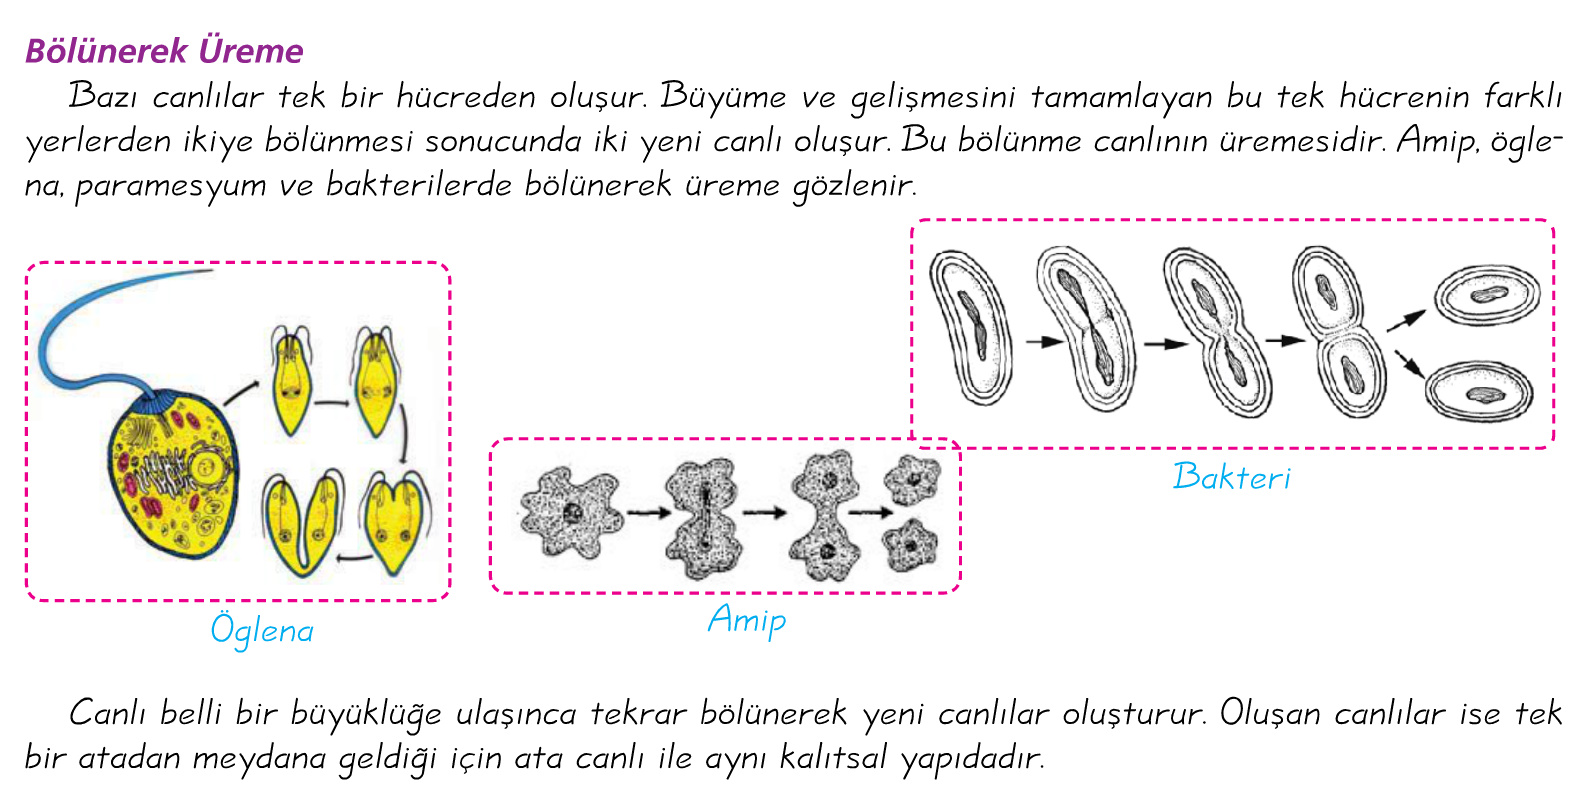 Bölünerek Üreme
Bazı canlılar tek bir hücreden oluşur. Büyüme ve gelişmesini tamamlayan bu tek hücrenin farklı
yerlerden ikiye bölünmesi sonucunda iki yeni canlı oluşur. Bu bölünme canlının üremesidir. Amip, ögle-
na, paramesyum ve bakterilerde bölünerek üreme gözlenir.
Bakteri
Amip
Öglena
Canlı belli bir büyüklüğe ulaşınca tekrar bölünerek yeni canlılar oluşturur. Oluşan canlılar ise tek
bir atadan meydana geldiği için ata canlı ile aynı kalıtsal yapıdadır.